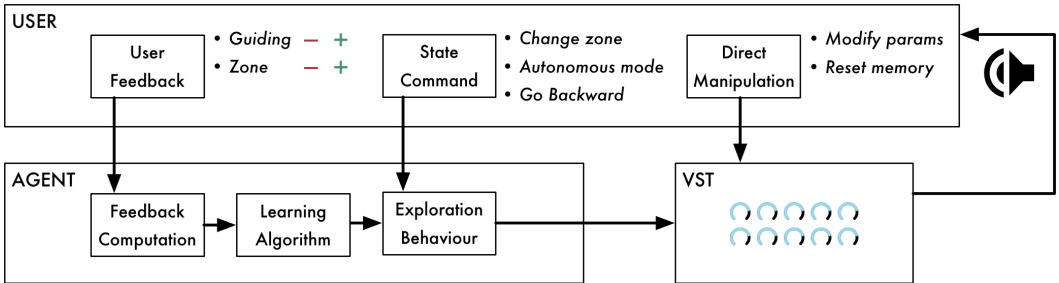 USER
User
Feedback
• Guiding − +
• Zone − +
State
Command
• Change zone
• Autonomous mode
• Go Backward
Direct
Manipulation
• Modify params
• Reset memory
AGENT
Feedback
Computation
Learning
Algorithm
Exploration
Behaviour
VST